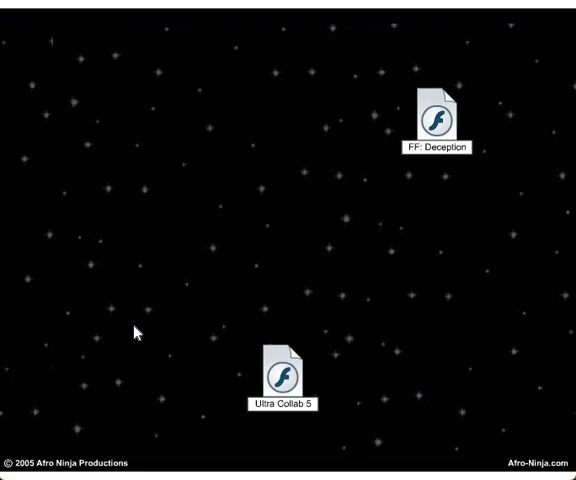 FF: Deception
Ultra Collab 5
© 2005 Afro Ninja Productions
Afro-Ninja.com